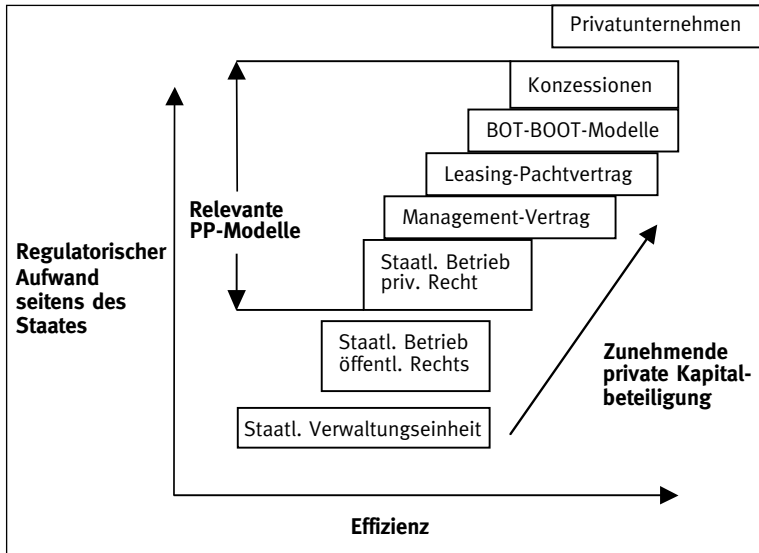 Privatunternehmen
Konzessionen
BOT-BOOT-Modelle
Leasing-Pachtvertrag
Management-Vertrag
Relevante
PP-Modelle
Staatl. Betrieb
priv. Recht
Regulatorischer
Aufwand
seitens des
Staates
Staatl. Betrieb
öffentl. Rechts
Zunehmende
private Kapital-
beteiligung
Staatl. Verwaltungseinheit
Effizienz